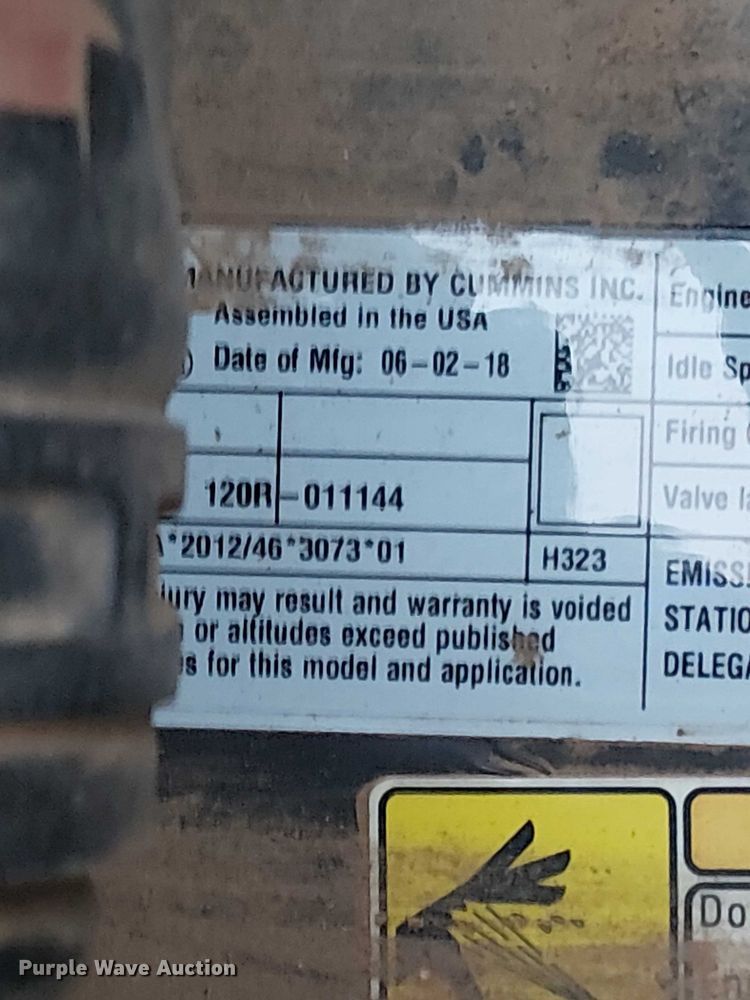 MANUFACTURED BY CUMMINS INC.
Assembled in the USA
) Date of Mfg: 06-02-18
120R-011144
*2012/46*3073*01
H323
jury may result and warranty is voided
or altitudes exceed published
s for this model and application.
Engine
Idle Sp
Firing
Valve la
EMISS
STATIO
DELEGA
Do
Purple Wave Auction